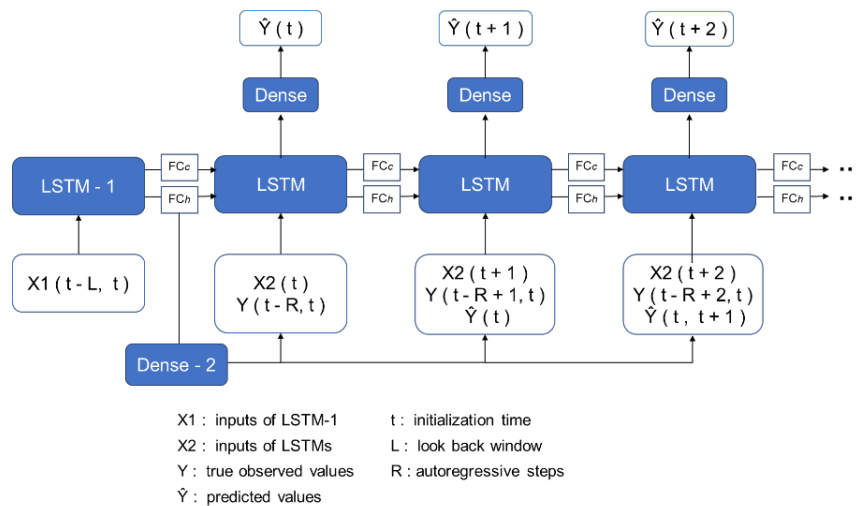 Ŷ ( t )
Ŷ ( t + 1 )
Ŷ ( t + 2 )
Dense
Dense
Dense
LSTM - 1
FCc
FCh
LSTM
FCc
FCh
LSTM
FCc
FCh
LSTM
FCc
FCh
..
..
X1 ( t - L, t )
X2 ( t )
Y ( t - R, t )
X2 ( t + 1 )
Y ( t - R + 1, t )
Ŷ ( t )
X2 ( t + 2 )
Y ( t - R + 2, t )
Ŷ ( t , t + 1 )
Dense - 2
X1 : inputs of LSTM-1
X2 : inputs of LSTMs
Y : true observed values
Ŷ : predicted values
t : initialization time
L : look back window
R : autoregressive steps